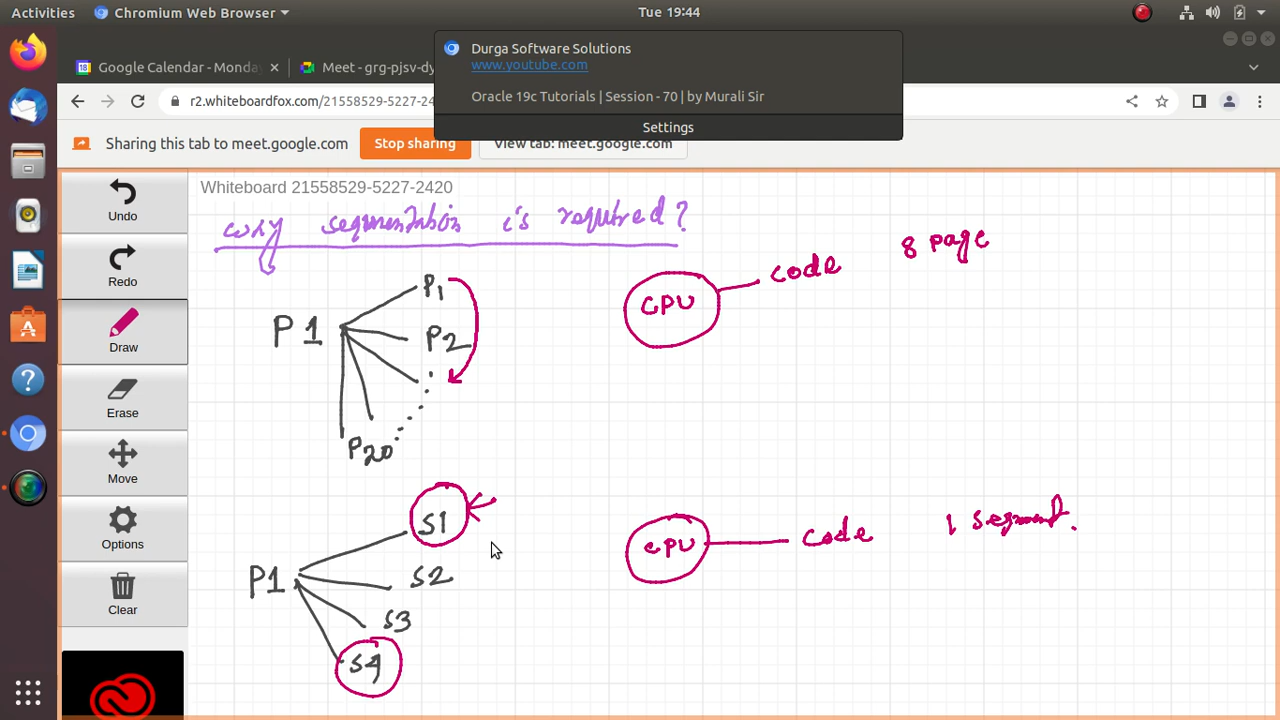 Activities
Chromium Web Browser
Tue 19:44
Google Calendar - Monday
Meet - grg-pjsv-dy
Durga Software Solutions
www.youtube.com
Oracle 19c Tutorials | Session - 70 | by Murali Sir
Settings
r2.whiteboardfox.com/21558529-5227-24
Sharing this tab to meet.google.com
Stop sharing
View tab: meet.google.com
Whiteboard 21558529-5227-2420
why segmentation is required?
Undo
Redo
Draw
Erase
Move
Options
Clear
P1
P1
P2
P20
CPU
code
8 page
P1
S1
S2
S3
S4
CPU
code
1 segment.